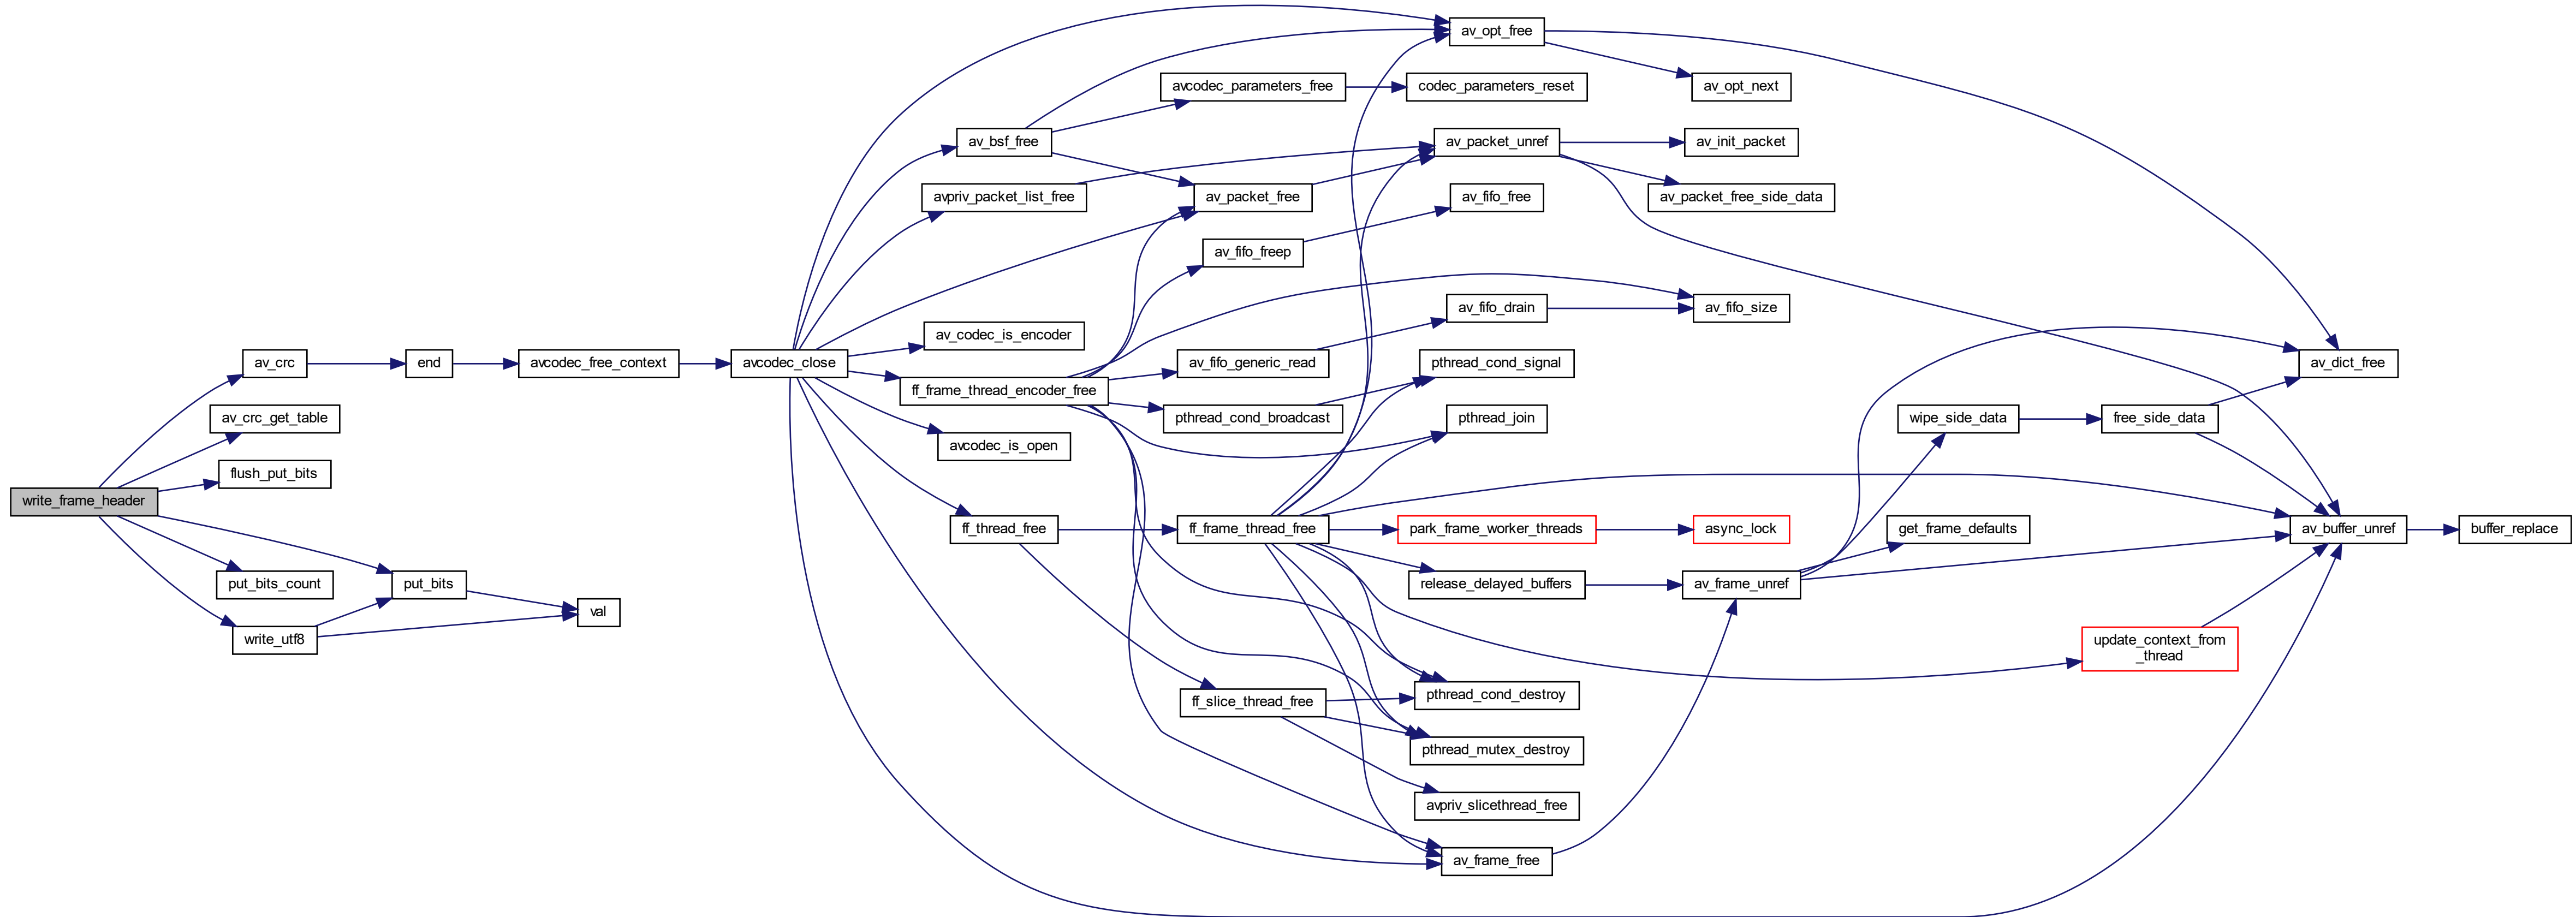 write_frame_header
av_crc
av_crc_get_table
flush_put_bits
put_bits_count
write_utf8
end
put_bits
val
avcodec_free_context
avcodec_close
av_bsf_free
avpriv_packet_list_free
av_codec_is_encoder
ff_frame_thread_encoder_free
avcodec_is_open
ff_thread_free
avcodec_parameters_free
av_packet_free
av_fifo_freep
av_fifo_generic_read
pthread_cond_broadcast
ff_frame_thread_free
ff_slice_thread_free
av_opt_free
codec_parameters_reset
av_packet_unref
av_fifo_free
av_fifo_drain
pthread_cond_signal
pthread_join
park_frame_worker_threads
release_delayed_buffers
pthread_cond_destroy
pthread_mutex_destroy
avpriv_slicethread_free
av_frame_free
av_opt_next
av_init_packet
av_packet_free_side_data
av_fifo_size
async_lock
av_frame_unref
wipe_side_data
get_frame_defaults
free_side_data
update_context_from
_thread
av_dict_free
av_buffer_unref
buffer_replace